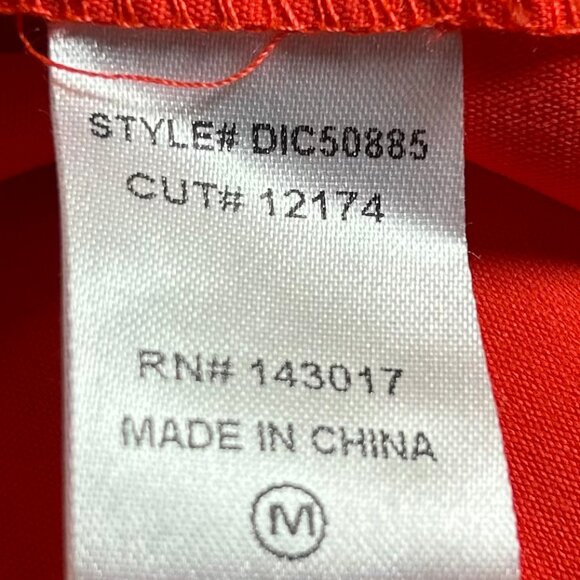 STYLE# DIC50885
CUT# 12174
RN# 143017
MADE IN CHINA
M